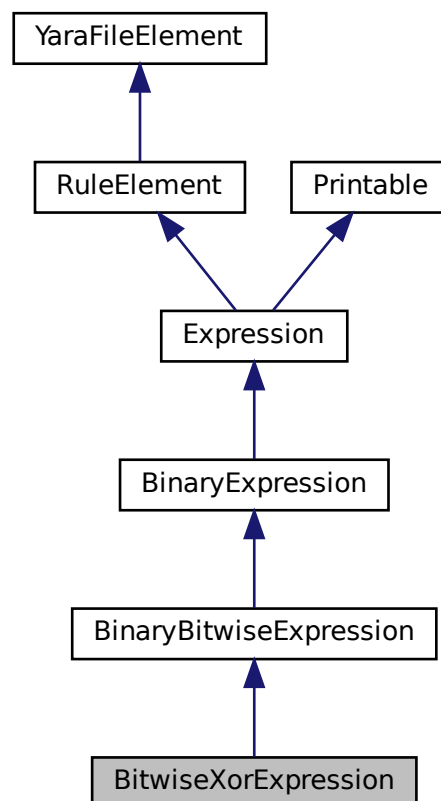 YaraFileElement
RuleElement
Printable
Expression
BinaryExpression
BinaryBitwiseExpression
BitwiseXorExpression